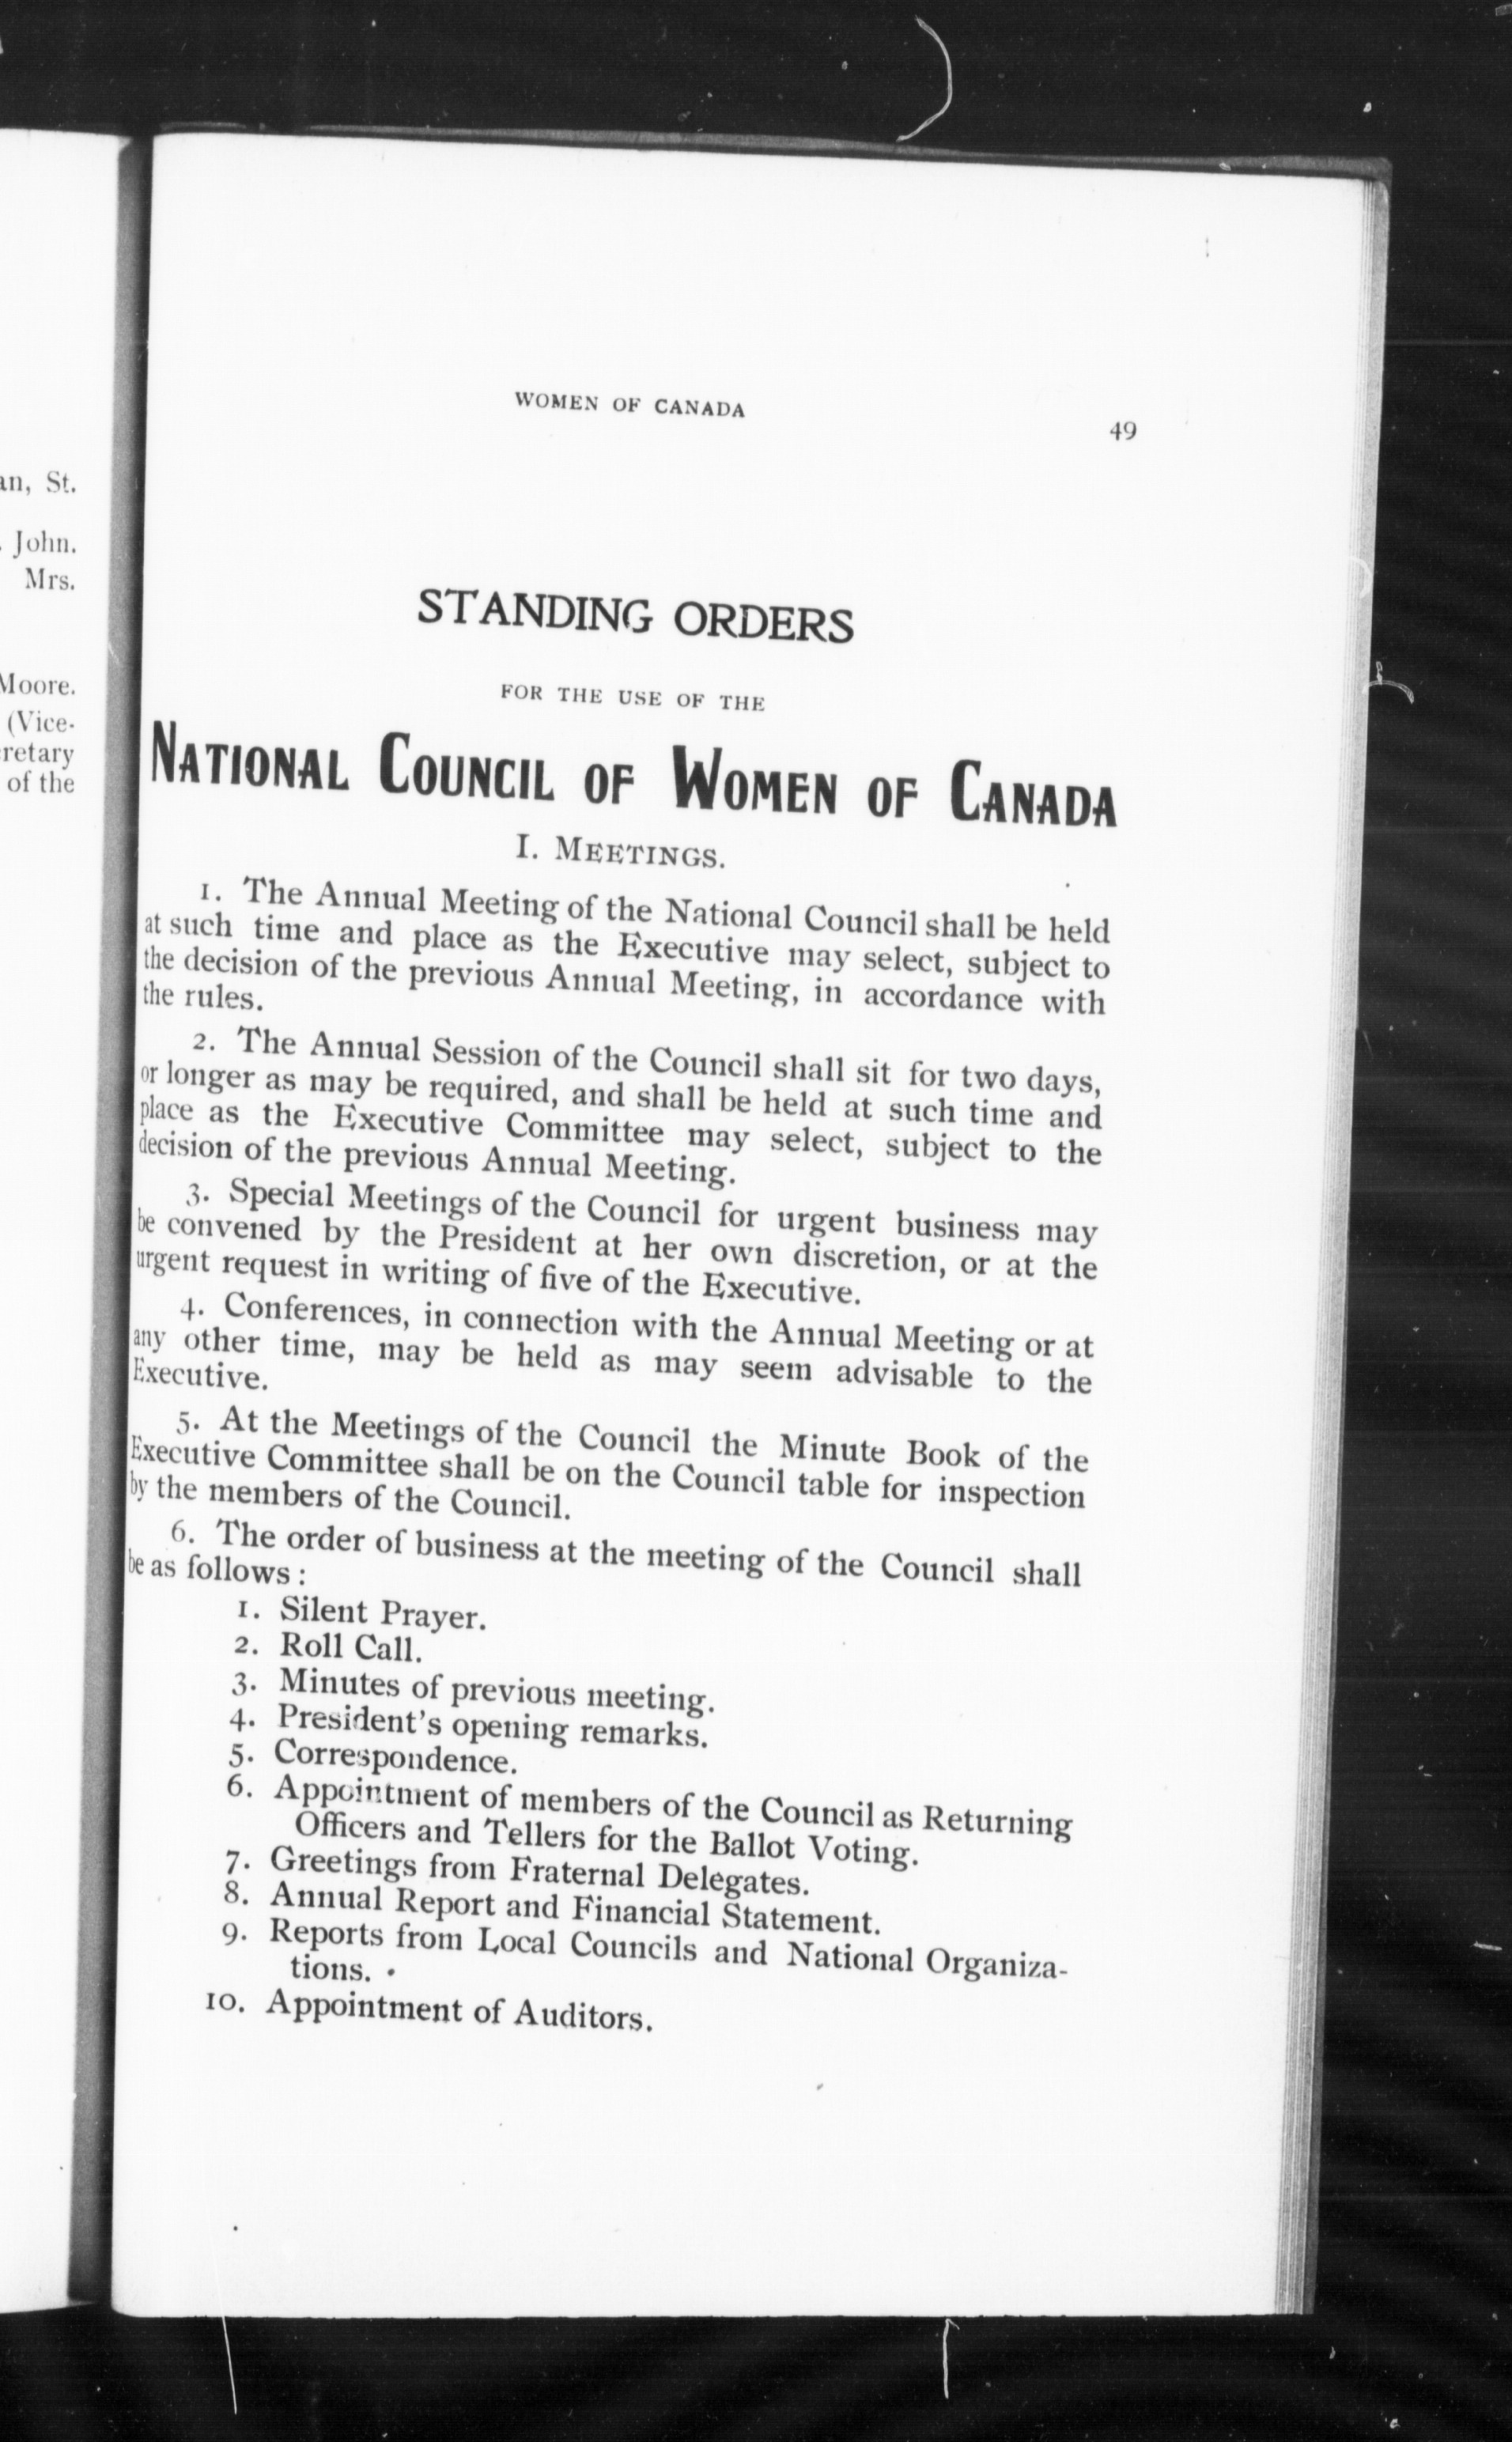 an, St.
John.
Mrs.
Moore.
(Vice-
retary
of the
WOMEN OF CANADA
49
STANDING ORDERS
FOR THE USE OF THE
NATIONAL COUNCIL OF WOMEN OF CANADA
I. MEETINGS.
1. The Annual Meeting of the National Council shall be held
at such time and place as the Executive may select, subject to
the decision of the previous Annual Meeting, in accordance with
the rules.
2. The Annual Session of the Council shall sit for two days,
or longer as may be required, and shall be held at such time and
place as the Executive Committee may select, subject to the
decision of the previous Annual Meeting.
3. Special Meetings of the Council for urgent business may
be convened by the President at her own discretion, or at the
urgent request in writing of five of the Executive.
4. Conferences, in connection with the Annual Meeting or at
any other time, may be held as may seem advisable to the
Executive.
5. At the Meetings of the Council the Minute Book of the
Executive Committee shall be on the Council table for inspection
by the members of the Council.
6. The order of business at the meeting of the Council shall
be as follows :
1. Silent Prayer.
2. Roll Call.
3. Minutes of previous meeting.
4. President's opening remarks.
5. Correspondence.
6. Appointment of members of the Council as Returning
Officers and Tellers for the Ballot Voting.
7. Greetings from Fraternal Delegates.
8. Annual Report and Financial Statement.
9. Reports from Local Councils and National Organiza-
tions.
10. Appointment of Auditors.